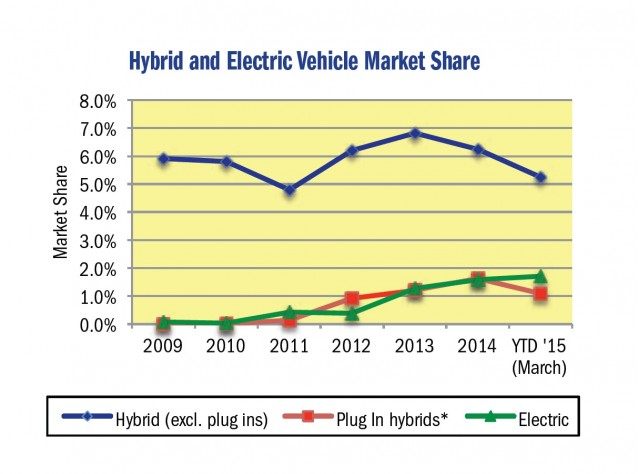 Hybrid and Electric Vehicle Market Share
8.0%
7.0%
6.0%
5.0%
4.0%
3.0%
2.0%
1.0%
0.0%
Market Share
2009 2010 2011 2012 2013 2014 YTD '15
(March)
Hybrid (excl. plug ins) Plug In hybrids* Electric